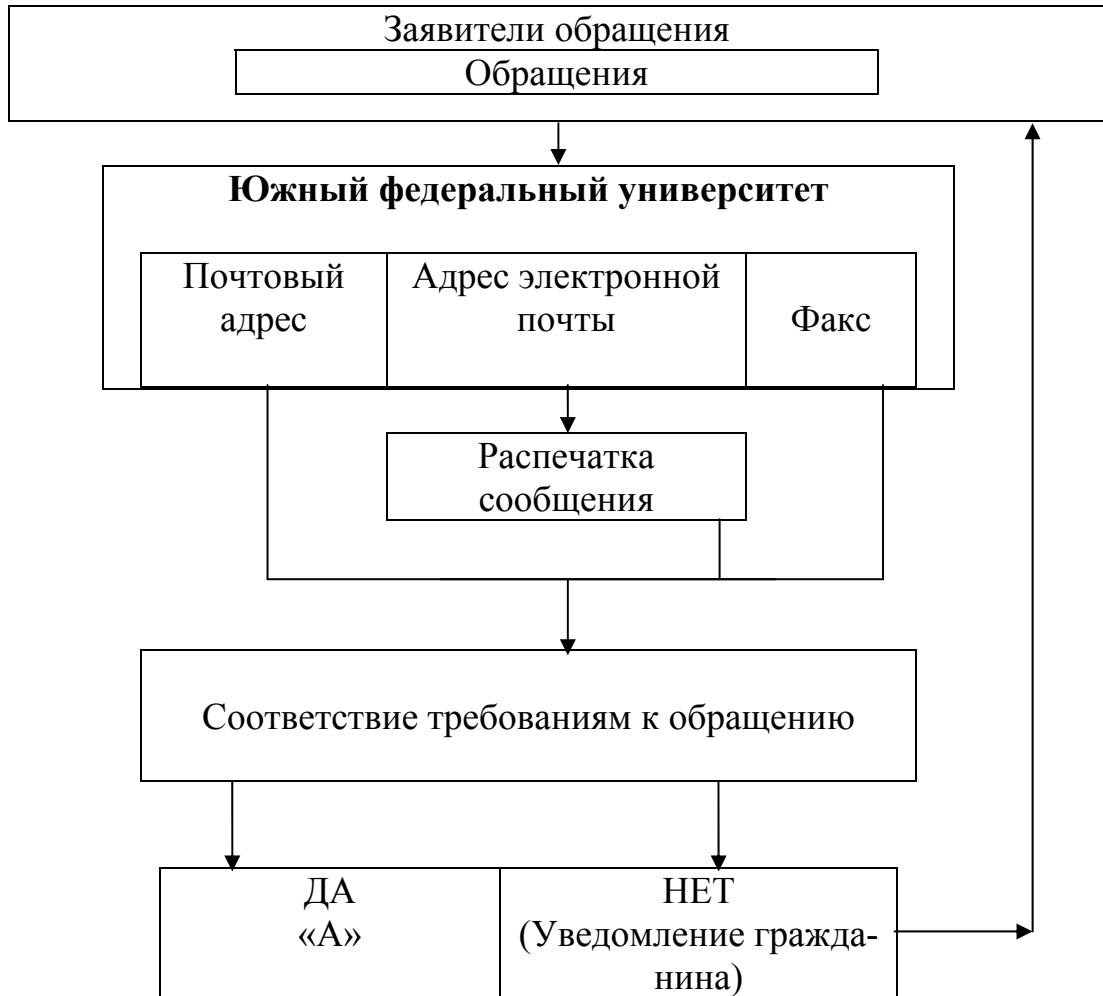 Заявители обращения
Обращения
Южный федеральный университет
Почтовый
адрес
Адрес электронной
почты
Факс
Распечатка
сообщения
Соответствие требованиям к обращению
ДА
«А»
НЕТ
(Уведомление гражда-
нина)